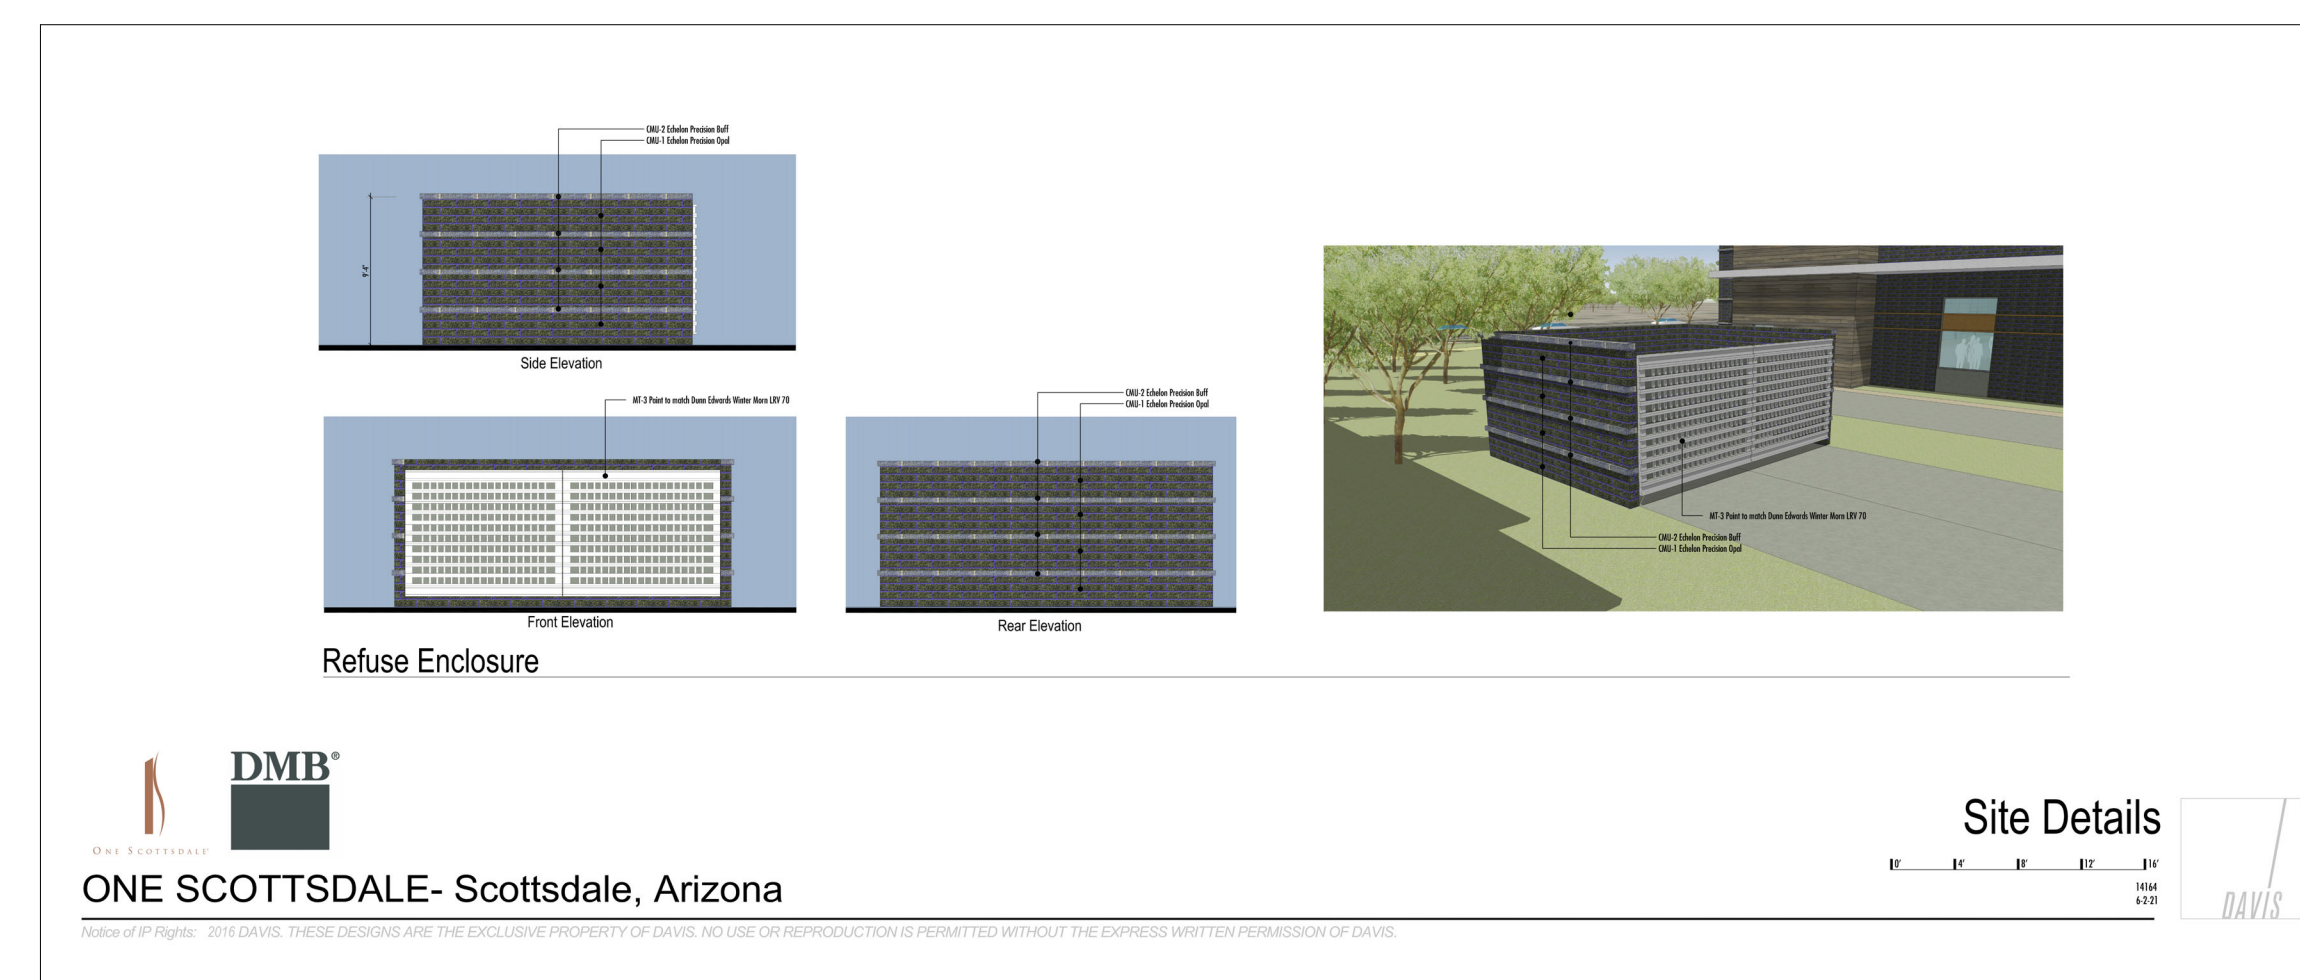 CMU-2 Echelon Precision Buff
CMU-1 Echelon Precision Opal
9'-4"
Side Elevation
MT-3 Paint to match Dunn Edwards Winter Morn LRV 70
Front Elevation
CMU-2 Echelon Precision Buff
CMU-1 Echelon Precision Opal
Rear Elevation
MT-3 Paint to match Dunn Edwards Winter Morn LRV 70
CMU-2 Echelon Precision Buff
CMU-1 Echelon Precision Opal
Refuse Enclosure
ONE SCOTTSDALE
DMB®
ONE SCOTTSDALE- Scottsdale, Arizona
Site Details
0' 4' 8' 12' 16'
14164
6-2-21
DAVIS
Notice of IP Rights: 2016 DAVIS. THESE DESIGNS ARE THE EXCLUSIVE PROPERTY OF DAVIS. NO USE OR REPRODUCTION IS PERMITTED WITHOUT THE EXPRESS WRITTEN PERMISSION OF DAVIS.